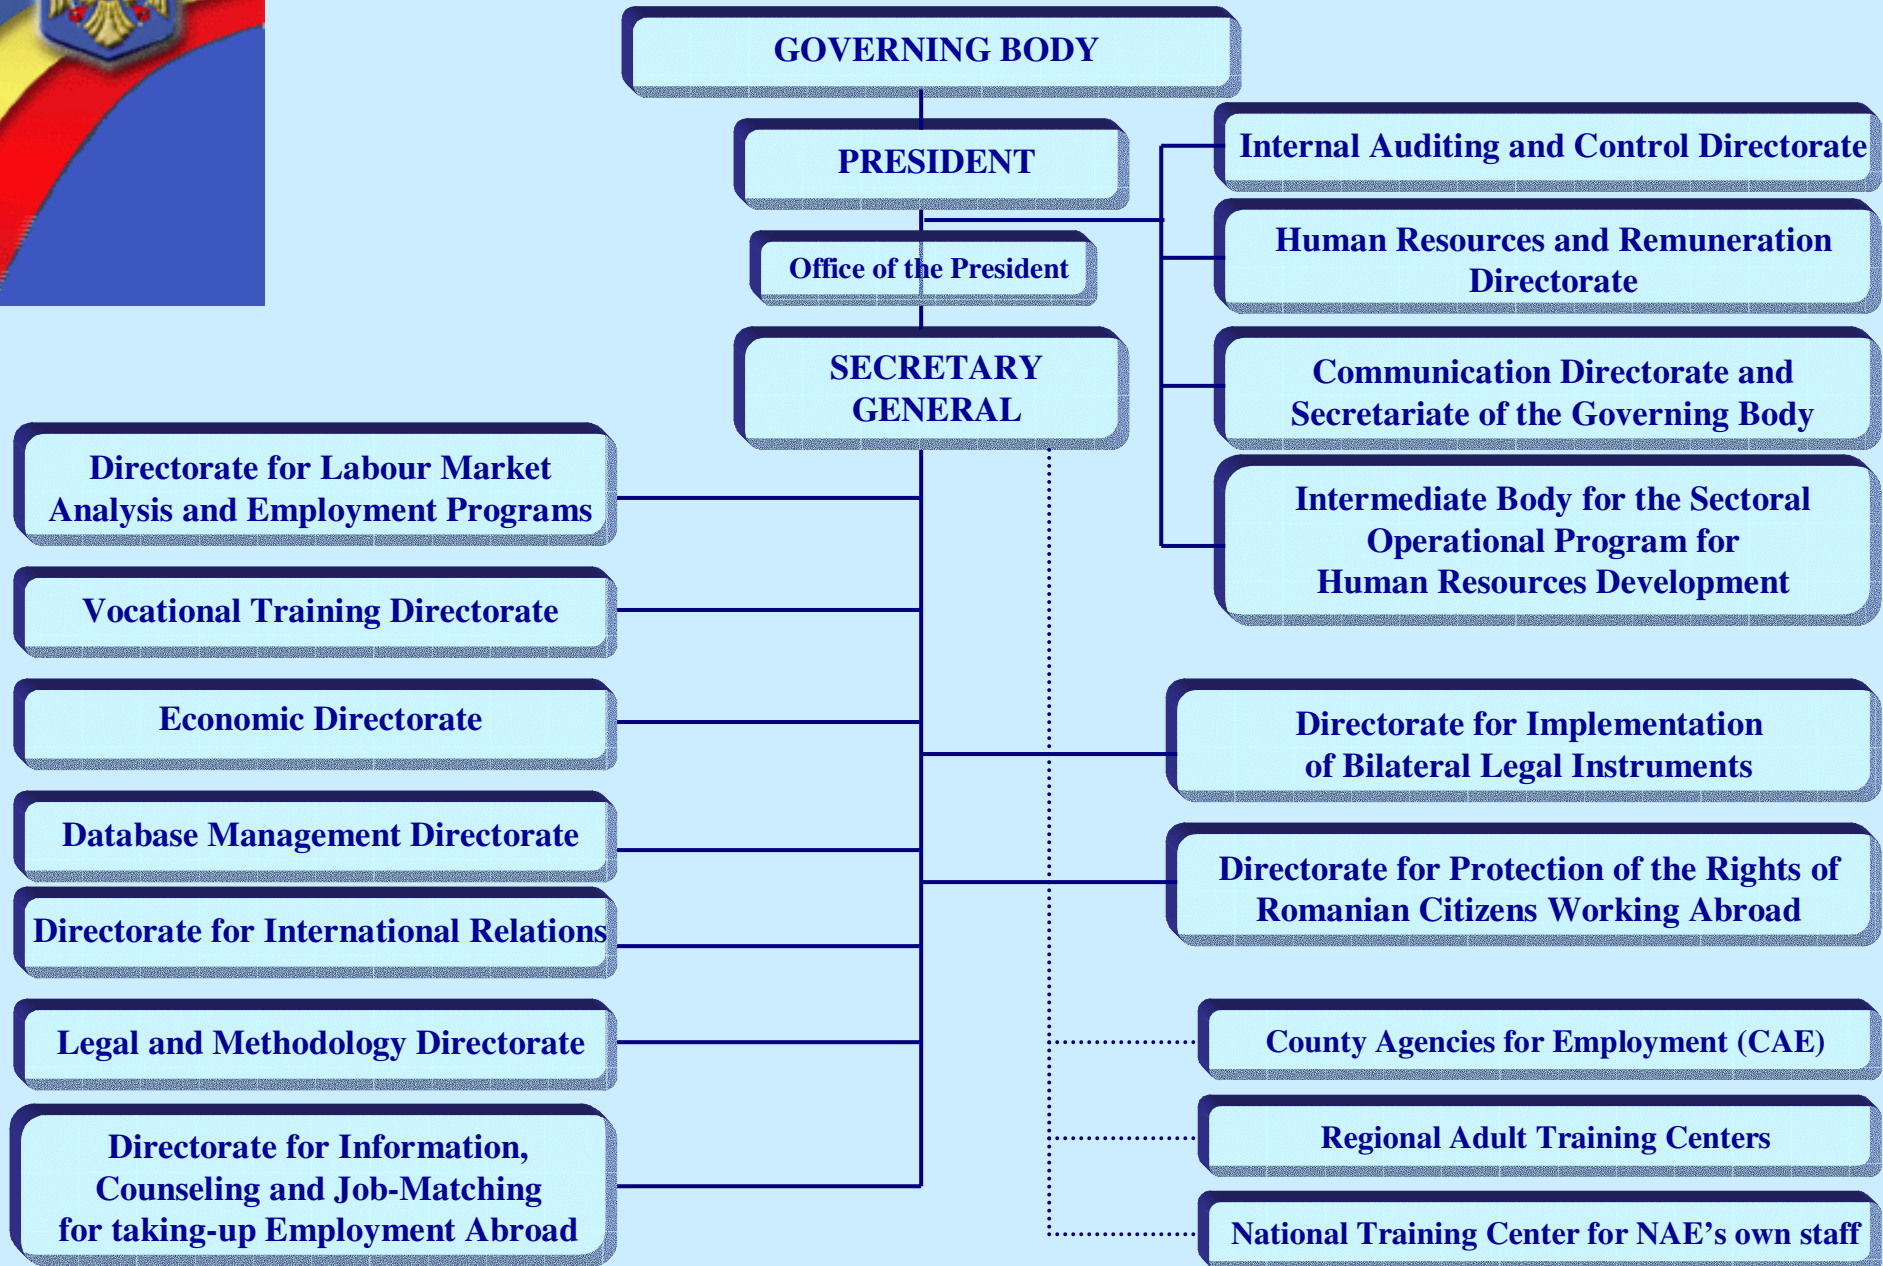 GOVERNING BODY
PRESIDENT
Office of the President
SECRETARY
GENERAL
Internal Auditing and Control Directorate
Human Resources and Remuneration
Directorate
Communication Directorate and
Secretariate of the Governing Body
Intermediate Body for the Sectoral
Operational Program for
Human Resources Development
Directorate for Labour Market
Analysis and Employment Programs
Vocational Training Directorate
Economic Directorate
Database Management Directorate
Directorate for International Relations
Legal and Methodology Directorate
Directorate for Information,
Counseling and Job-Matching
for taking-up Employment Abroad
Directorate for Implementation
of Bilateral Legal Instruments
Directorate for Protection of the Rights of
Romanian Citizens Working Abroad
County Agencies for Employment (CAE)
Regional Adult Training Centers
National Training Center for NAE’s own staff